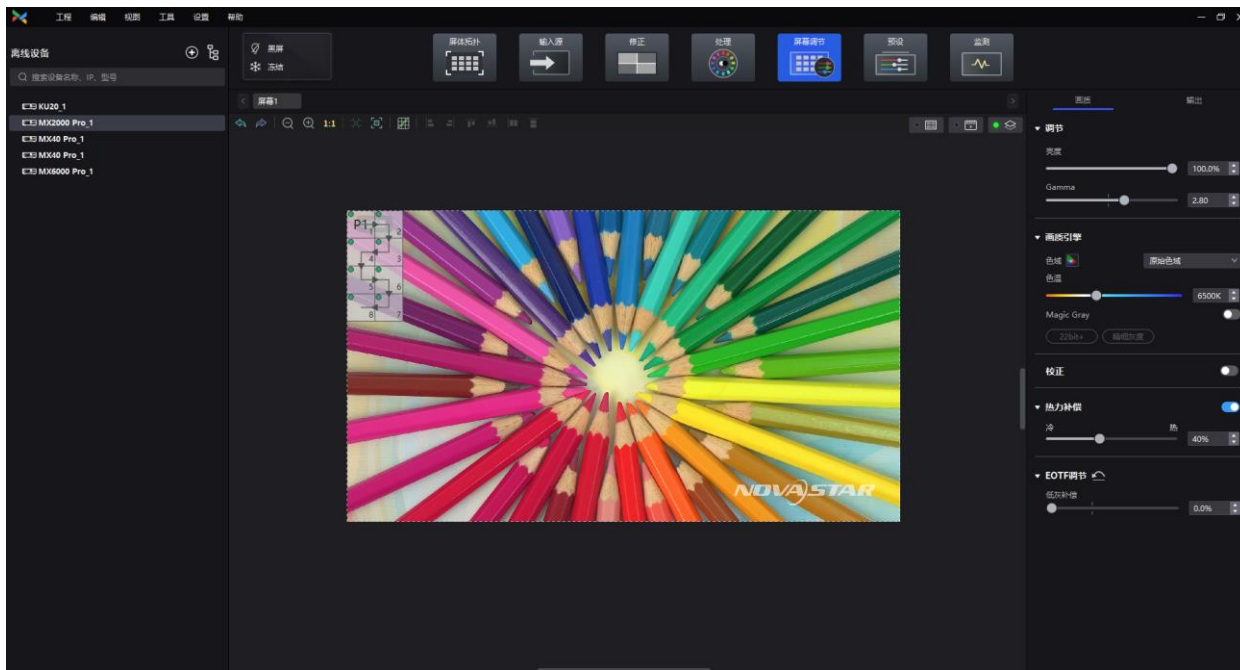 工程 编辑 视图 工具 设置 帮助
离线设备
搜索设备名称、IP、型号
KU20_1
MX2000 Pro_1
MX40 Pro_1
MX40 Pro_1
MX6000 Pro_1
黑屏
冻结
屏体拓扑 输入源 修正 处理 屏幕调节 预设 监测
屏幕1
1:1
P1
1 2
4 3
5 6
8 7
NOVASTAR
画质 输出
调节
亮度
100.0%
Gamma
2.80
画质引擎
色域 原始色域
色温
6500K
Magic Gray
22bit+ 精细灰度
校正
热力补偿
冷 热
40%
EOTF调节
低灰补偿
0.0%